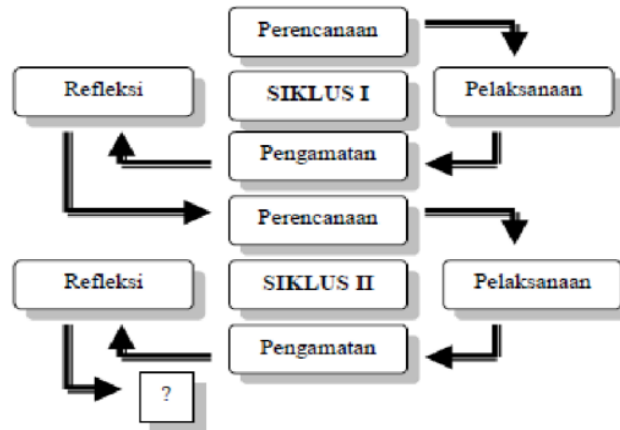 Perencanaan
Refleksi
SIKLUS I
Pelaksanaan
Pengamatan
Perencanaan
Refleksi
SIKLUS II
Pelaksanaan
Pengamatan
?